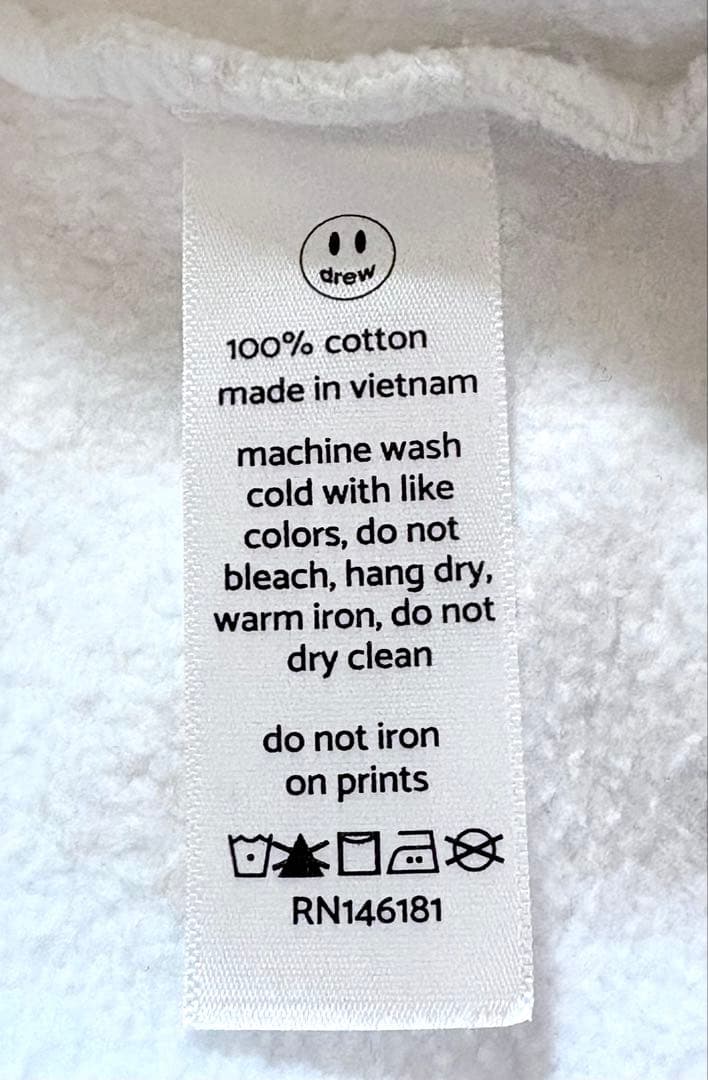 drew
100% cotton
made in vietnam
machine wash
cold with like
colors, do not
bleach, hang dry,
warm iron, do not
dry clean
do not iron
on prints
RN146181